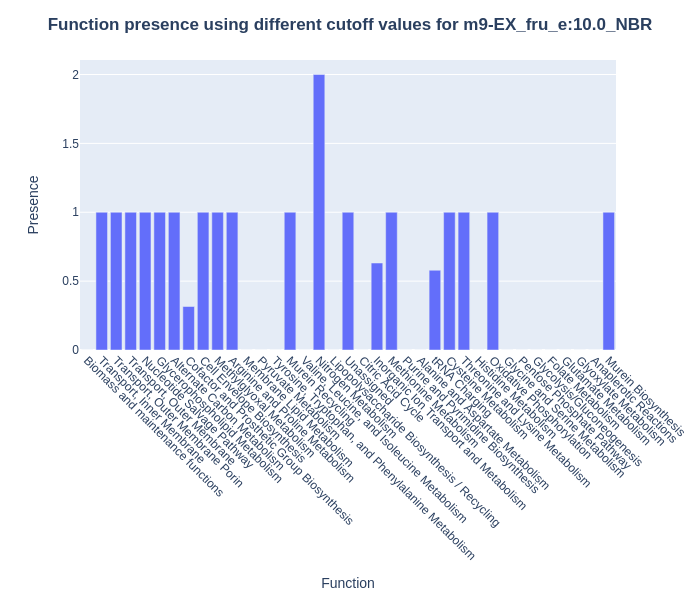 Function presence using different cutoff values for m9-EX_fru_e:10.0_NBR
Presence
2
1.5
1
0.5
0
Biomass and maintenance functions
Transport, Inner Membrane
Transport, Outer Membrane
Transport, Outer Membrane Porin
Nucleotide Salvage Pathway
Glycerophospholipid Metabolism
Alternate Carbon Metabolism
Cofactor and Prosthetic Group Biosynthesis
Cell Envelope Biosynthesis
Methylglyoxal Metabolism
Arginine and Proline Metabolism
Membrane Lipid Metabolism
Pyruvate Metabolism
Tyrosine, Tryptophan, and Phenylalanine Metabolism
Murein Recycling
Valine, Leucine, and Isoleucine Metabolism
Nitrogen Metabolism
Lipopolysaccharide Biosynthesis / Recycling
Unassigned
Citric Acid Cycle
Inorganic Ion Transport and Metabolism
Methionine Metabolism
Purine and Pyrimidine Biosynthesis
Alanine and Aspartate Metabolism
tRNA Charging
Cysteine Metabolism
Threonine and Lysine Metabolism
Histidine Metabolism
Oxidative Phosphorylation
Glycine and Serine Metabolism
Pentose Phosphate Pathway
Glycolysis/Gluconeogenesis
Folate Metabolism
Glutamate Metabolism
Glyoxylate Metabolism
Anaplerotic Reactions
Murein Biosynthesis
Function